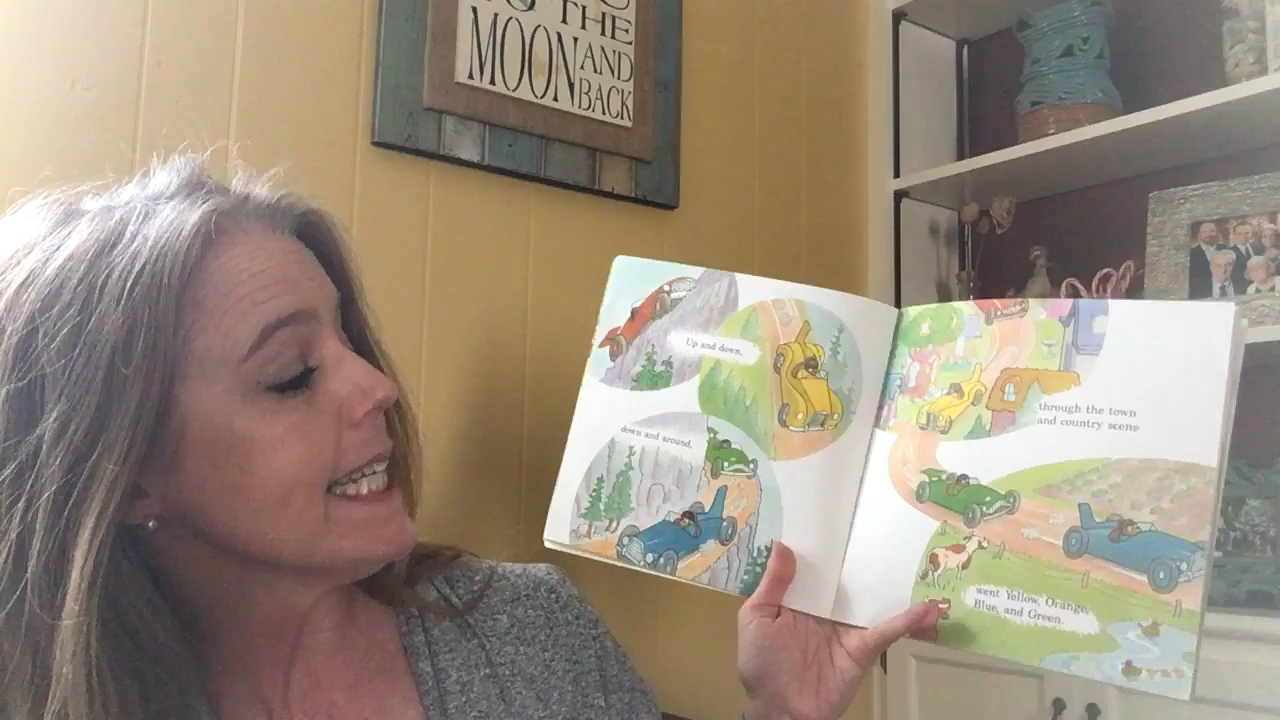 THE
MOON AND
BACK
Up and down,
down and around,
through the town
and country scene
went Yellow, Orange,
Blue, and Green.